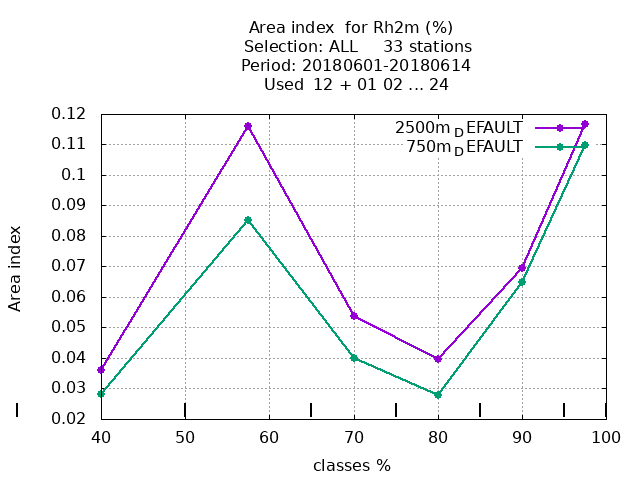 Area index  for Rh2m (%)
Selection: ALL     33 stations
Period: 20180601-20180614
Used  12 + 01 02 ... 24
2500m_DEFAULT
750m_DEFAULT
0.12
0.11
0.1
0.09
0.08
0.07
0.06
0.05
0.04
0.03
0.02
Area index
40 50 60 70 80 90 100
classes %